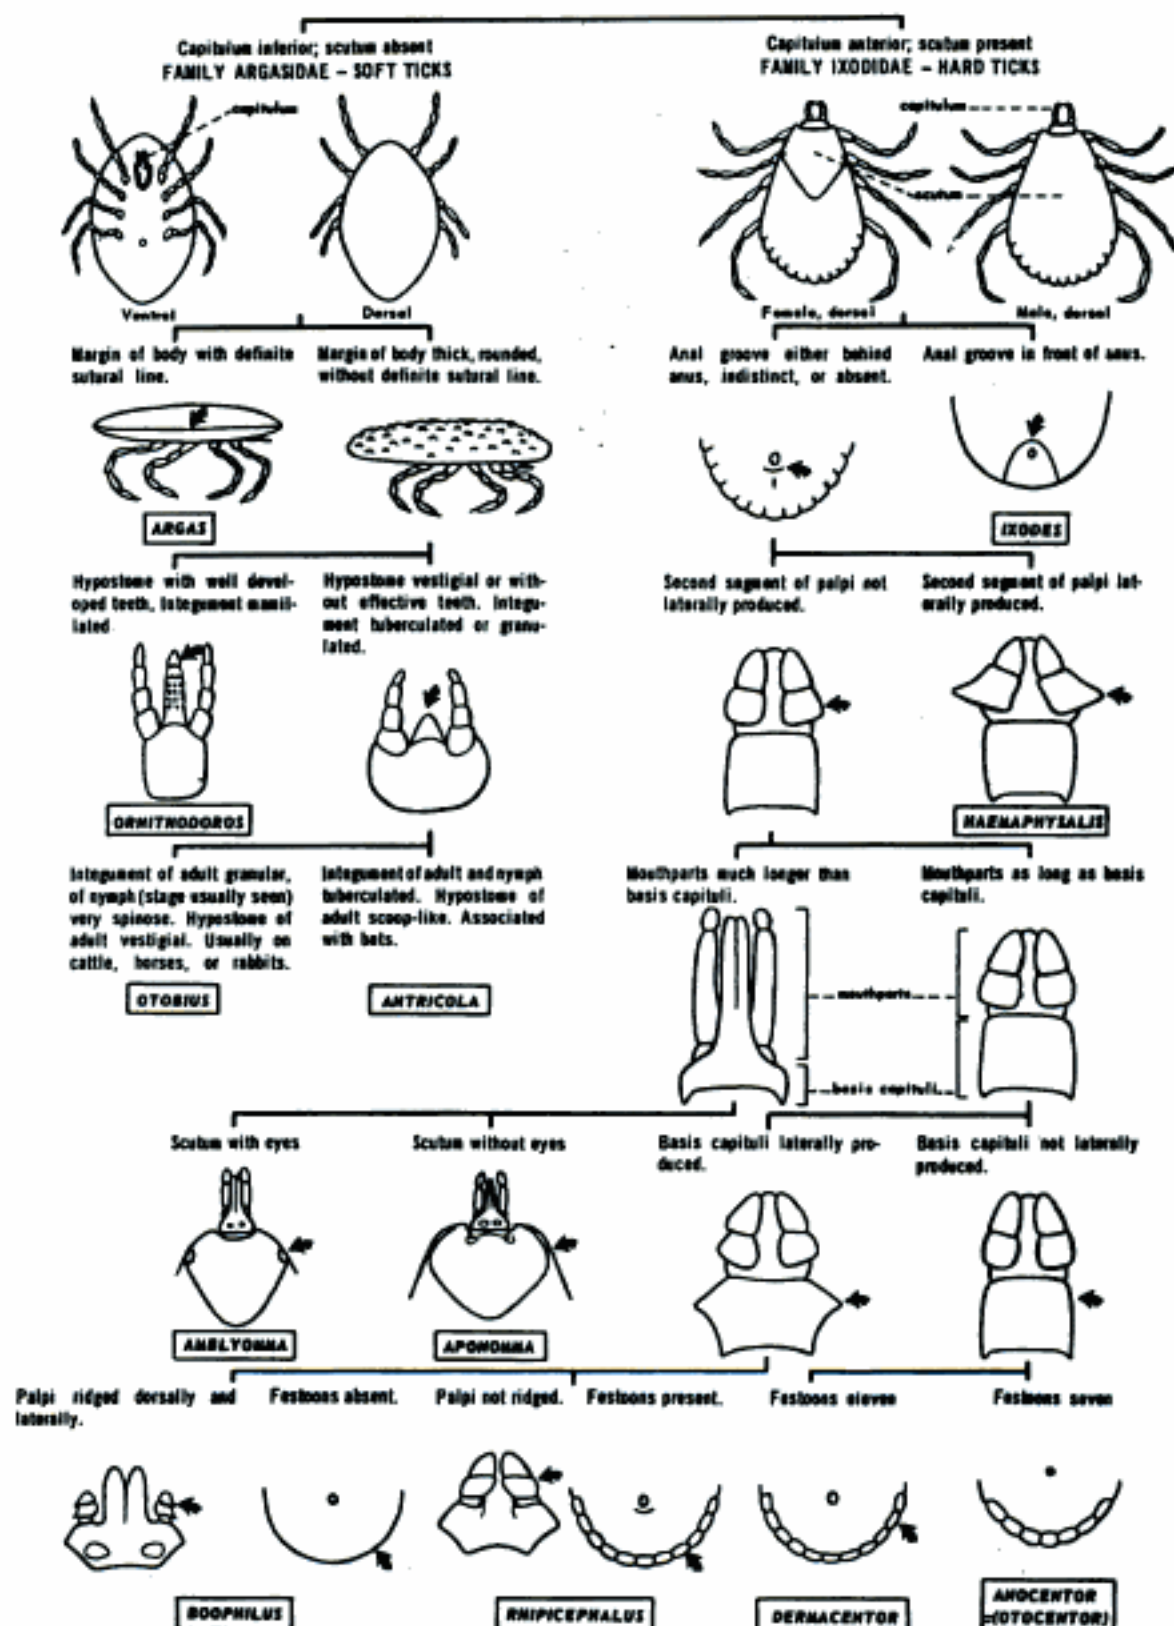 Capitulum inferior; scutum absent
FAMILY ARGASIDAE – SOFT TICKS
Capitulum anterior; scutum present
FAMILY IXODIDAE – HARD TICKS
capitulum
capitulum
scutum
Ventral
Dorsal
Female, dorsal
Male, dorsal
Margin of body with definite
sutural line.
Margin of body thick, rounded,
without definite sutural line.
Anal groove either behind
anus, indistinct, or absent.
Anal groove in front of anus.
ARGAS
IXODES
Hypostome with well devel-
oped teeth. Integument mamil-
lated
Hypostome vestigial or with-
out effective teeth. Integu-
ment tuberculated or granu-
lated.
Second segment of palpi not
laterally produced.
Second segment of palpi lat-
erally produced.
ORNITHODOROS
HAEMAPHYSALIS
Integument of adult granular,
of nymph (stage usually seen)
very spinose. Hypostome of
adult vestigial. Usually on
cattle, horses, or rabbits.
Integument of adult and nymph
tuberculated. Hypostome of
adult scoop-like. Associated
with bats.
Mouthparts much longer than
basis capituli.
Mouthparts as long as basis
capituli.
OTOBIUS
ANTRICOLA
mouthparts
basis capituli
Scutum with eyes
Scutum without eyes
Basis capituli laterally pro-
duced.
Basis capituli not laterally
produced.
AMBLYOMMA
APONOMMA
Palpi ridged dorsally and
laterally.
Festoons absent.
Palpi not ridged.
Festoons present.
Festoons eleven
Festoons seven
BOOPHILUS
RHIPICEPHALUS
DERMACENTOR
ANOCENTOR
=(OTOCENTOR)